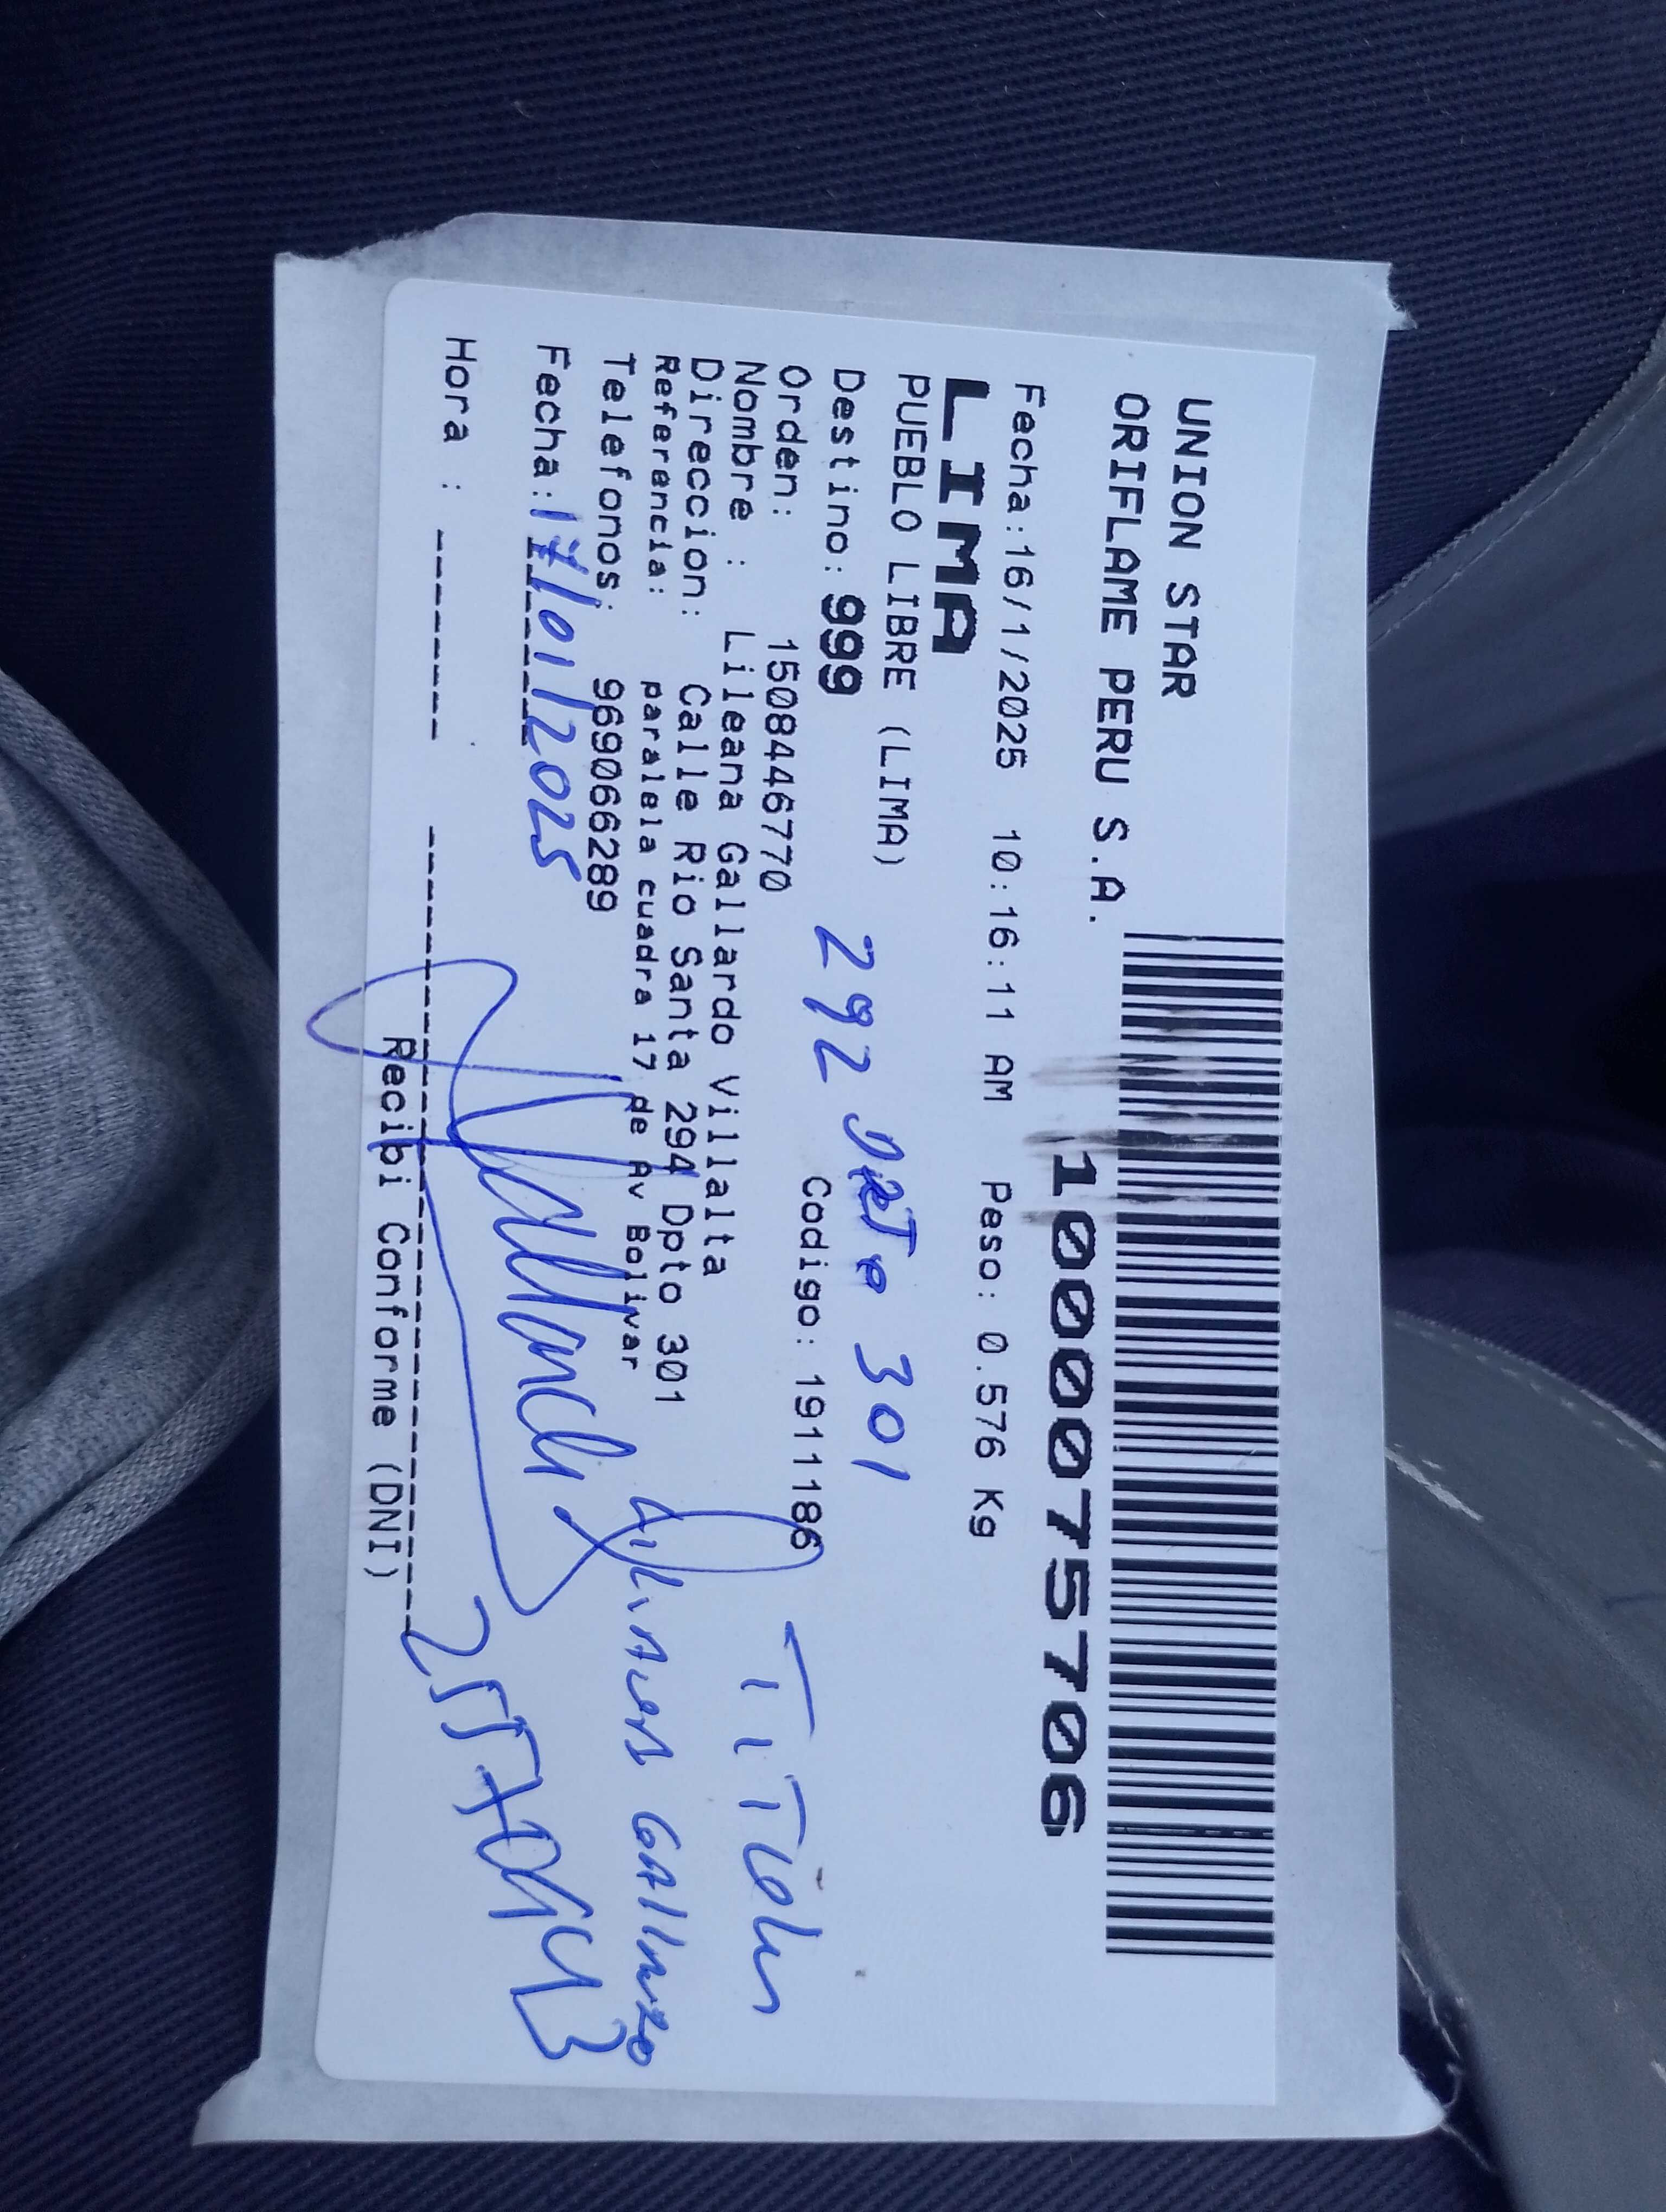 UNION STAR
ORIFLAME PERU S.A.
10000075706
Fecha:16/1/2025 10:16:11 AM Peso: 0.576 Kg
LIMA
PUEBLO LIBRE (LIMA)
292 DPTO 301
Destino: 999
Codigo: 1911186
Orden: 1508446770
Nombre : Lileana Gallardo Villalta
Direccion: Calle Rio Santa 294 Dpto 301
Referencia: paralela cuadra 17 de Av Bolivar
Telefonos: 969066289
Fecha: 17/01/2025
Hora :
Recibi Conforme (DNI)